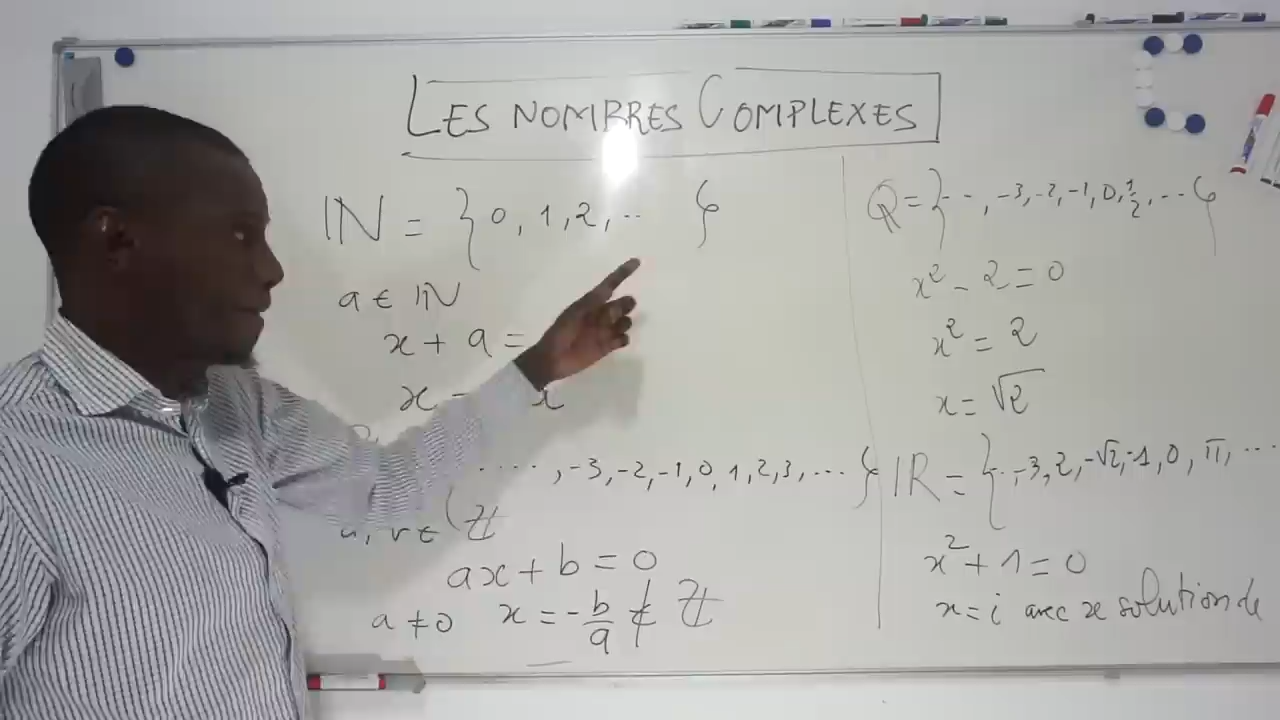 LES NOMBRES COMPLEXES
IN = { 0, 1, 2, ... }
a ∈ IN
x + a =
x - x
....., -3, -2, -1, 0, 1, 2, 3, .... }
∈ ℤ
ax + b = 0
a ≠ 0 x = -b/a ∉ ℤ
Q = { --, -3, -2, -1, 0, 1/2, ... }
x² - 2 = 0
x² = 2
x = √2
IR = { .., -3, 2, -√2, -1, 0, π, ...
x² + 1 = 0
x = i avec x solution de